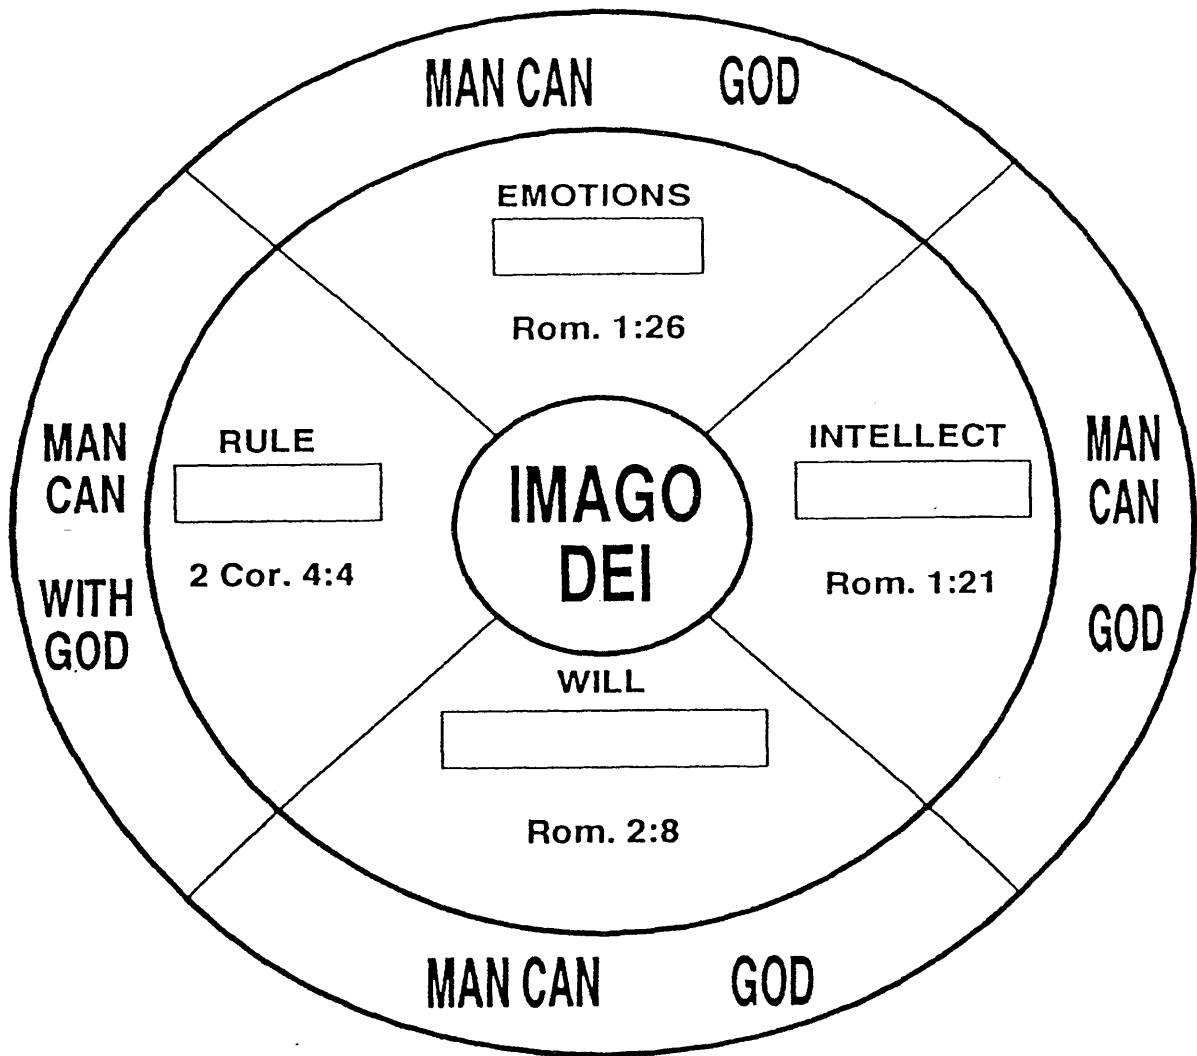 MAN CAN GOD
EMOTIONS
Rom. 1:26
MAN
CAN
WITH
GOD
RULE
2 Cor. 4:4
IMAGO
DEI
INTELLECT
Rom. 1:21
MAN
CAN
GOD
WILL
Rom. 2:8
MAN CAN GOD